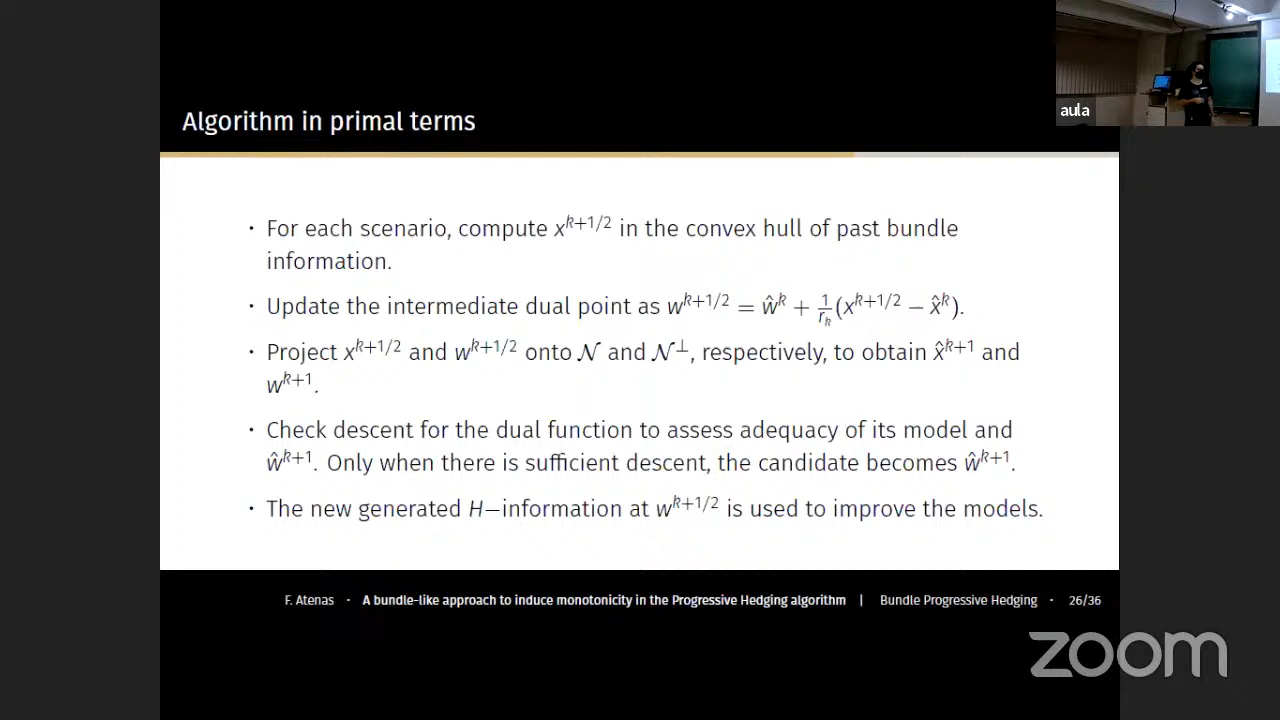 aula
Algorithm in primal terms
· For each scenario, compute x^{k+1/2} in the convex hull of past bundle
information.
· Update the intermediate dual point as w^{k+1/2} = ŵ^k + \frac{1}{r_k}(x^{k+1/2} − x̂^k).
· Project x^{k+1/2} and w^{k+1/2} onto 𝒩 and 𝒩^⊥, respectively, to obtain x̂^{k+1} and
w^{k+1}.
· Check descent for the dual function to assess adequacy of its model and
ŵ^{k+1}. Only when there is sufficient descent, the candidate becomes ŵ^{k+1}.
· The new generated H−information at w^{k+1/2} is used to improve the models.
F. Atenas · A bundle-like approach to induce monotonicity in the Progressive Hedging algorithm | Bundle Progressive Hedging · 26/36
zoom